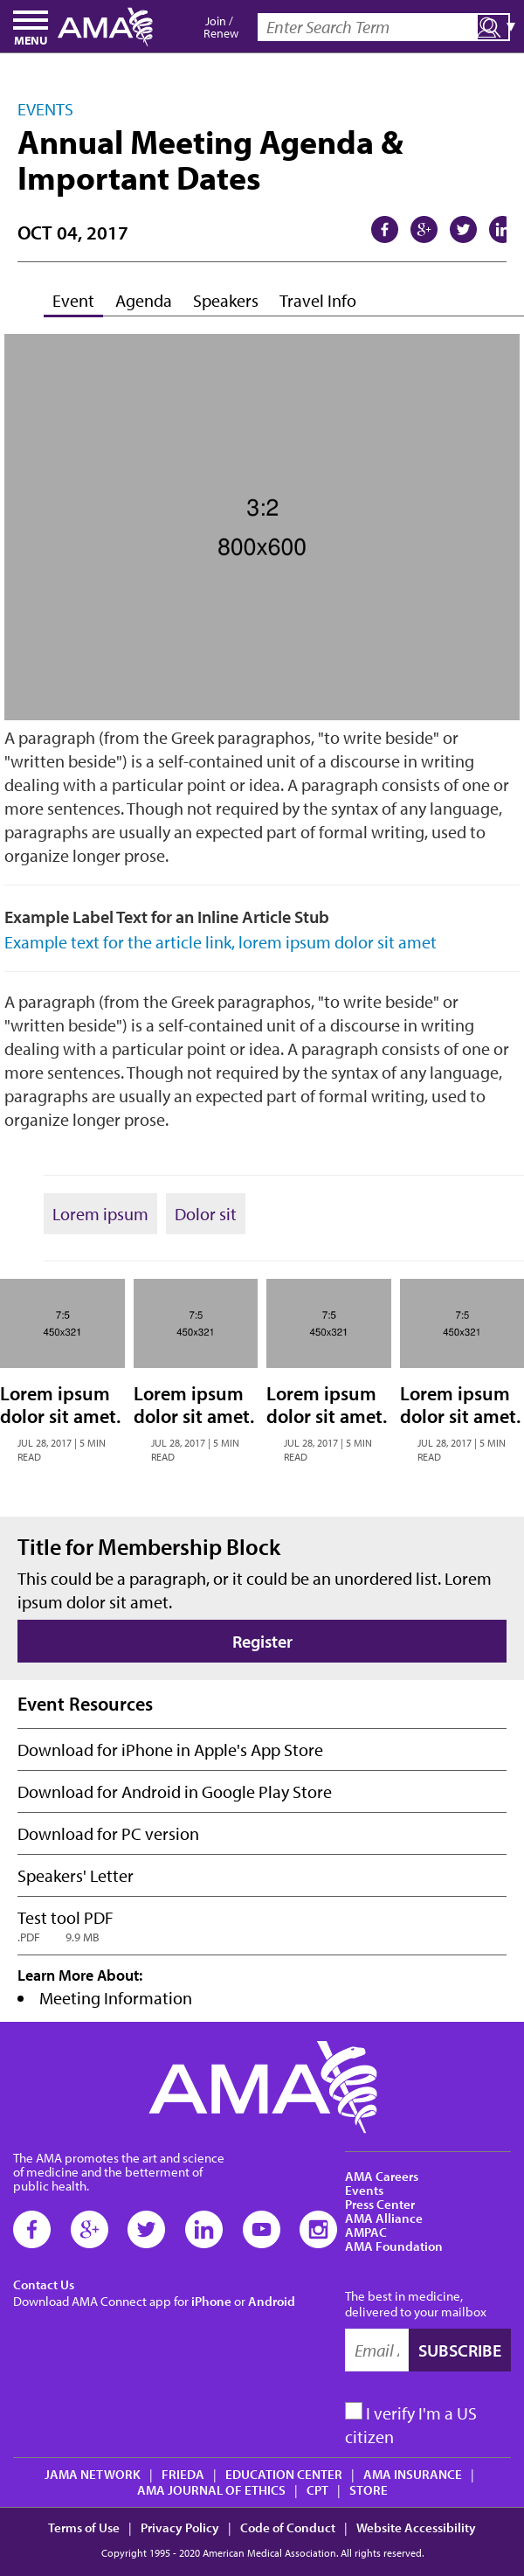 MENU
AMA
Join /
Renew
Enter Search Term
EVENTS
Annual Meeting Agenda &
Important Dates
OCT 04, 2017
Event Agenda Speakers Travel Info
3:2
800x600
A paragraph (from the Greek paragraphos, "to write beside" or
"written beside") is a self-contained unit of a discourse in writing
dealing with a particular point or idea. A paragraph consists of one or
more sentences. Though not required by the syntax of any language,
paragraphs are usually an expected part of formal writing, used to
organize longer prose.
Example Label Text for an Inline Article Stub
Example text for the article link, lorem ipsum dolor sit amet
A paragraph (from the Greek paragraphos, "to write beside" or
"written beside") is a self-contained unit of a discourse in writing
dealing with a particular point or idea. A paragraph consists of one or
more sentences. Though not required by the syntax of any language,
paragraphs are usually an expected part of formal writing, used to
organize longer prose.
Lorem ipsum Dolor sit
7:5
450x321
Lorem ipsum
dolor sit amet.
JUL 28, 2017 | 5 MIN
READ
7:5
450x321
Lorem ipsum
dolor sit amet.
JUL 28, 2017 | 5 MIN
READ
7:5
450x321
Lorem ipsum
dolor sit amet.
JUL 28, 2017 | 5 MIN
READ
7:5
450x321
Lorem ipsum
dolor sit amet.
JUL 28, 2017 | 5 MIN
READ
Title for Membership Block
This could be a paragraph, or it could be an unordered list. Lorem
ipsum dolor sit amet.
Register
Event Resources
Download for iPhone in Apple's App Store
Download for Android in Google Play Store
Download for PC version
Speakers' Letter
Test tool PDF
.PDF 9.9 MB
Learn More About:
• Meeting Information
AMA
The AMA promotes the art and science
of medicine and the betterment of
public health.
Contact Us
Download AMA Connect app for iPhone or Android
AMA Careers
Events
Press Center
AMA Alliance
AMPAC
AMA Foundation
The best in medicine,
delivered to your mailbox
Email SUBSCRIBE
I verify I'm a US
citizen
JAMA NETWORK | FRIEDA | EDUCATION CENTER | AMA INSURANCE |
AMA JOURNAL OF ETHICS | CPT | STORE
Terms of Use | Privacy Policy | Code of Conduct | Website Accessibility
Copyright 1995 - 2020 American Medical Association. All rights reserved.